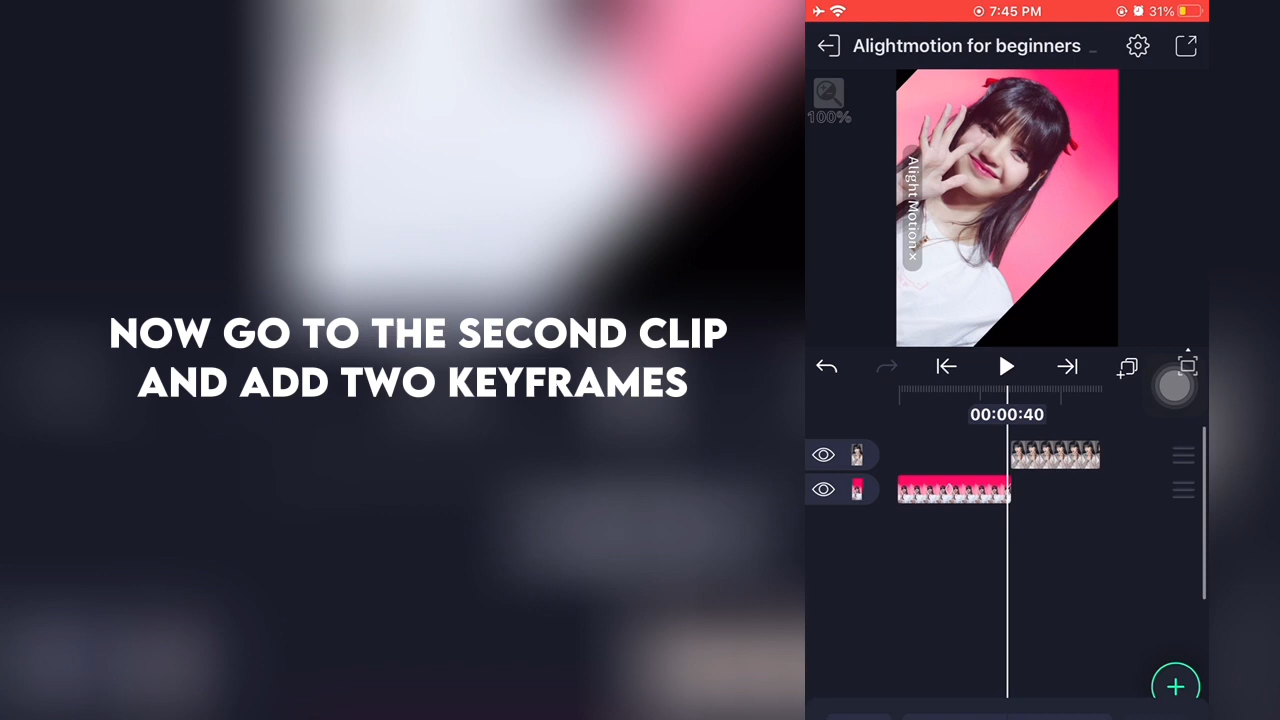 7:45 PM
31%
Alightmotion for beginners
100%
Alight Motion ×
NOW GO TO THE SECOND CLIP
AND ADD TWO KEYFRAMES
00:00:40